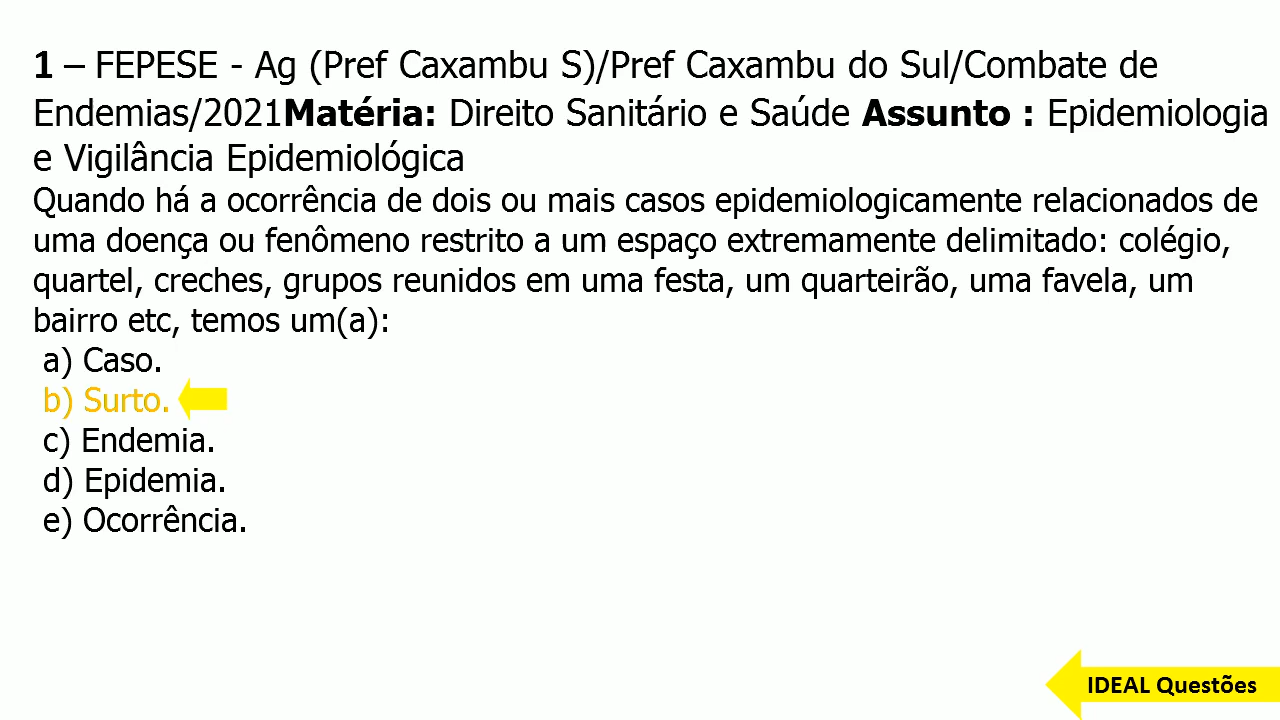 1 – FEPESE - Ag (Pref Caxambu S)/Pref Caxambu do Sul/Combate de
Endemias/2021Matéria: Direito Sanitário e Saúde Assunto : Epidemiologia
e Vigilância Epidemiológica
Quando há a ocorrência de dois ou mais casos epidemiologicamente relacionados de
uma doença ou fenômeno restrito a um espaço extremamente delimitado: colégio,
quartel, creches, grupos reunidos em uma festa, um quarteirão, uma favela, um
bairro etc, temos um(a):
a) Caso.
b) Surto.
c) Endemia.
d) Epidemia.
e) Ocorrência.
IDEAL Questões